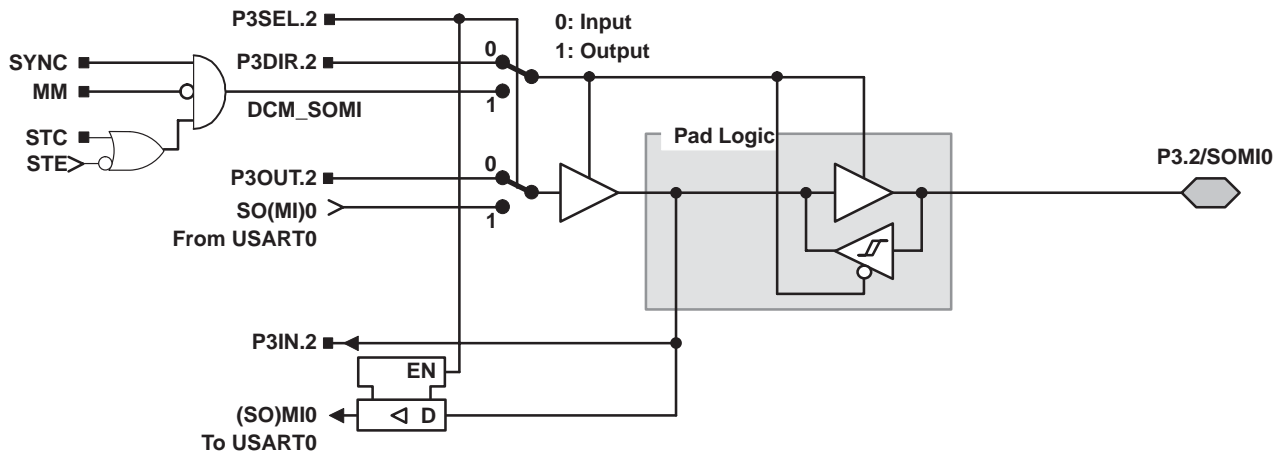 P3SEL.2
0: Input
1: Output
SYNC
P3DIR.2
0
MM
1
DCM_SOMI
STC
STE
Pad Logic
P3.2/SOMI0
P3OUT.2
0
SO(MI)0
1
From USART0
P3IN.2
EN
(SO)MI0
D
To USART0